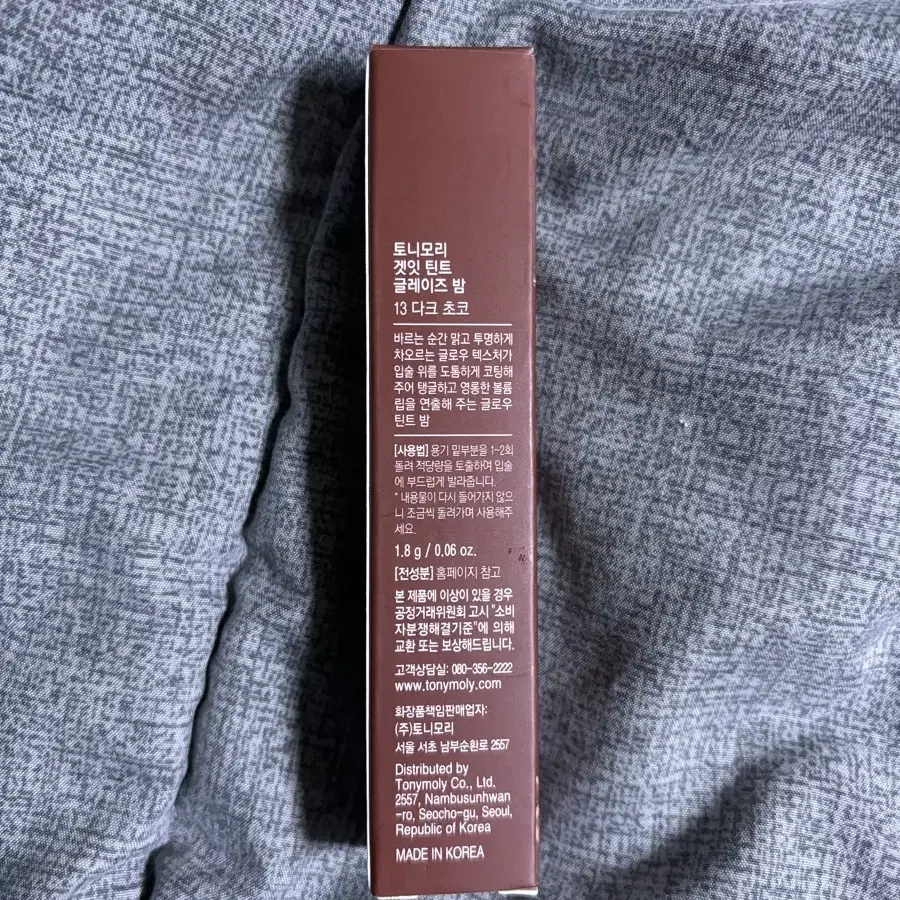 토니모리
겟잇 틴트
글레이즈 밤
13 다크 초코
바르는 순간 맑고 투명하게
차오르는 글로우 텍스처가
입술 위를 도톰하게 코팅해
주어 탱글하고 영롱한 볼륨
립을 연출해 주는 글로우
틴트 밤
[사용법] 용기 밑부분을 1~2회
돌려 적당량을 토출하여 입술
에 부드럽게 발라줍니다.
* 내용물이 다시 들어가지 않으
니 조금씩 돌려가며 사용해주
세요.
1.8 g / 0.06 oz.
[전성분] 홈페이지 참고
본 제품에 이상이 있을 경우
공정거래위원회 고시 "소비
자분쟁해결기준"에 의해
교환 또는 보상해드립니다.
고객상담실: 080-356-2222
www.tonymoly.com
화장품책임판매업자:
(주)토니모리
서울 서초 남부순환로 2557
Distributed by
Tonymoly Co., Ltd.
2557, Nambusunhwan
-ro, Seocho-gu, Seoul,
Republic of Korea
MADE IN KOREA